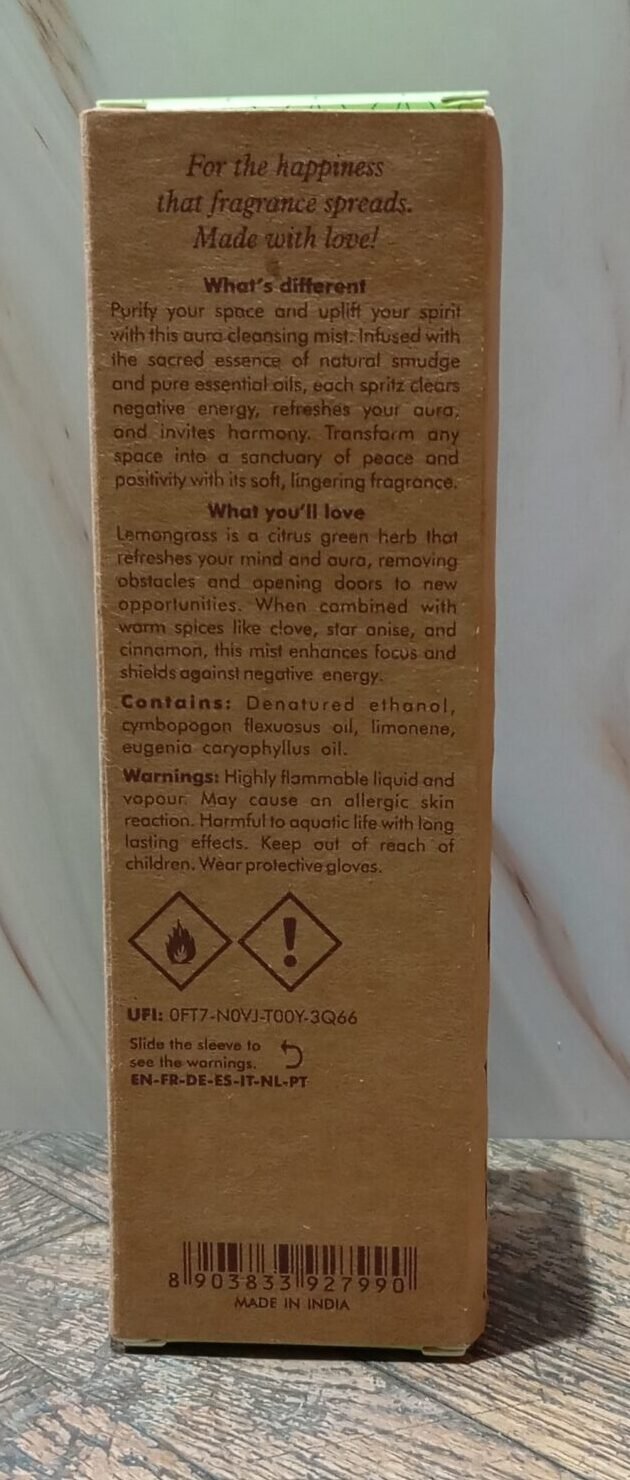 For the happiness
that fragrance spreads.
Made with love!
What's different
Purify your space and uplift your spirit
with this aura cleansing mist. Infused with
the sacred essence of natural smudge
and pure essential oils, each spritz clears
negative energy, refreshes your aura,
and invites harmony. Transform any
space into a sanctuary of peace and
positivity with its soft, lingering fragrance.
What you'll love
Lemongrass is a citrus green herb that
refreshes your mind and aura, removing
obstacles and opening doors to new
opportunities. When combined with
warm spices like clove, star anise, and
cinnamon, this mist enhances focus and
shields against negative energy.
Contains: Denatured ethanol,
cymbopogon flexuosus oil, limonene,
eugenia caryophyllus oil.
Warnings: Highly flammable liquid and
vapour. May cause an allergic skin
reaction. Harmful to aquatic life with long
lasting effects. Keep out of reach of
children. Wear protective gloves.
UFI: 0FT7-N0VJ-T00Y-3Q66
Slide the sleeve to
see the warnings.
EN-FR-DE-ES-IT-NL-PT
8 903833 927990
MADE IN INDIA